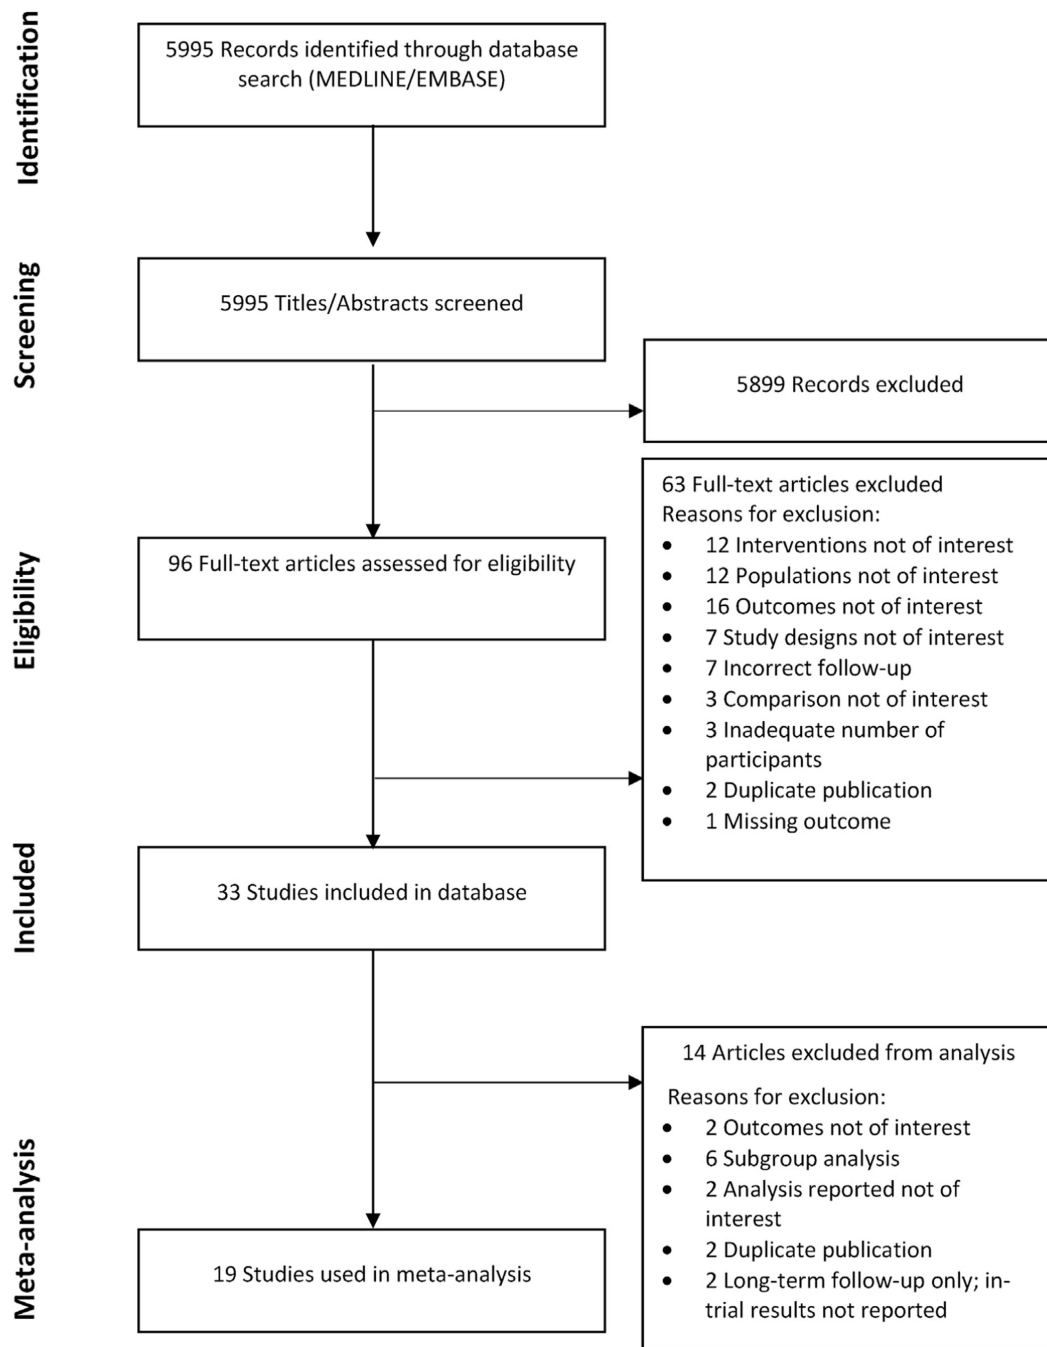 Identification
5995 Records identified through database
search (MEDLINE/EMBASE)
Screening
5995 Titles/Abstracts screened
5899 Records excluded
Eligibility
96 Full-text articles assessed for eligibility
63 Full-text articles excluded
Reasons for exclusion:
• 12 Interventions not of interest
• 12 Populations not of interest
• 16 Outcomes not of interest
• 7 Study designs not of interest
• 7 Incorrect follow-up
• 3 Comparison not of interest
• 3 Inadequate number of
participants
• 2 Duplicate publication
• 1 Missing outcome
Included
33 Studies included in database
14 Articles excluded from analysis
Reasons for exclusion:
• 2 Outcomes not of interest
• 6 Subgroup analysis
• 2 Analysis reported not of
interest
• 2 Duplicate publication
• 2 Long-term follow-up only; in-
trial results not reported
Meta-analysis
19 Studies used in meta-analysis